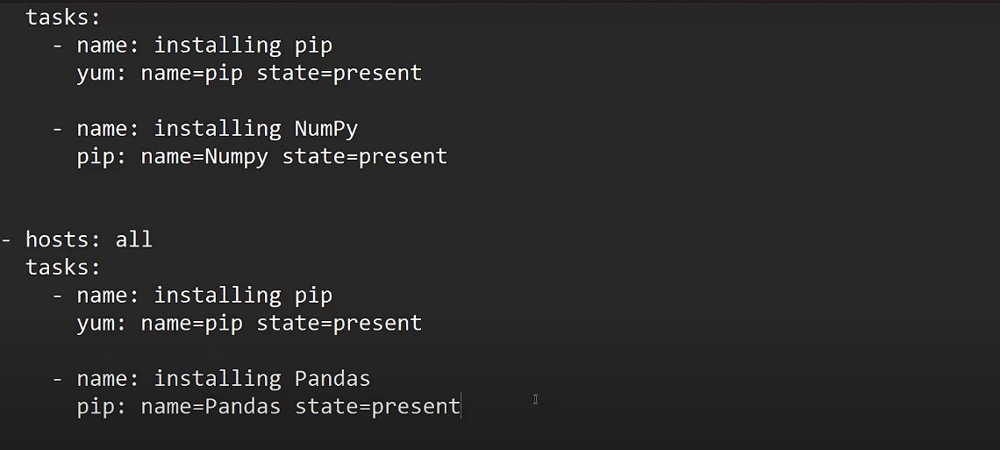 tasks:
- name: installing pip
yum: name=pip state=present
- name: installing NumPy
pip: name=Numpy state=present
- hosts: all
tasks:
- name: installing pip
yum: name=pip state=present
- name: installing Pandas
pip: name=Pandas state=present